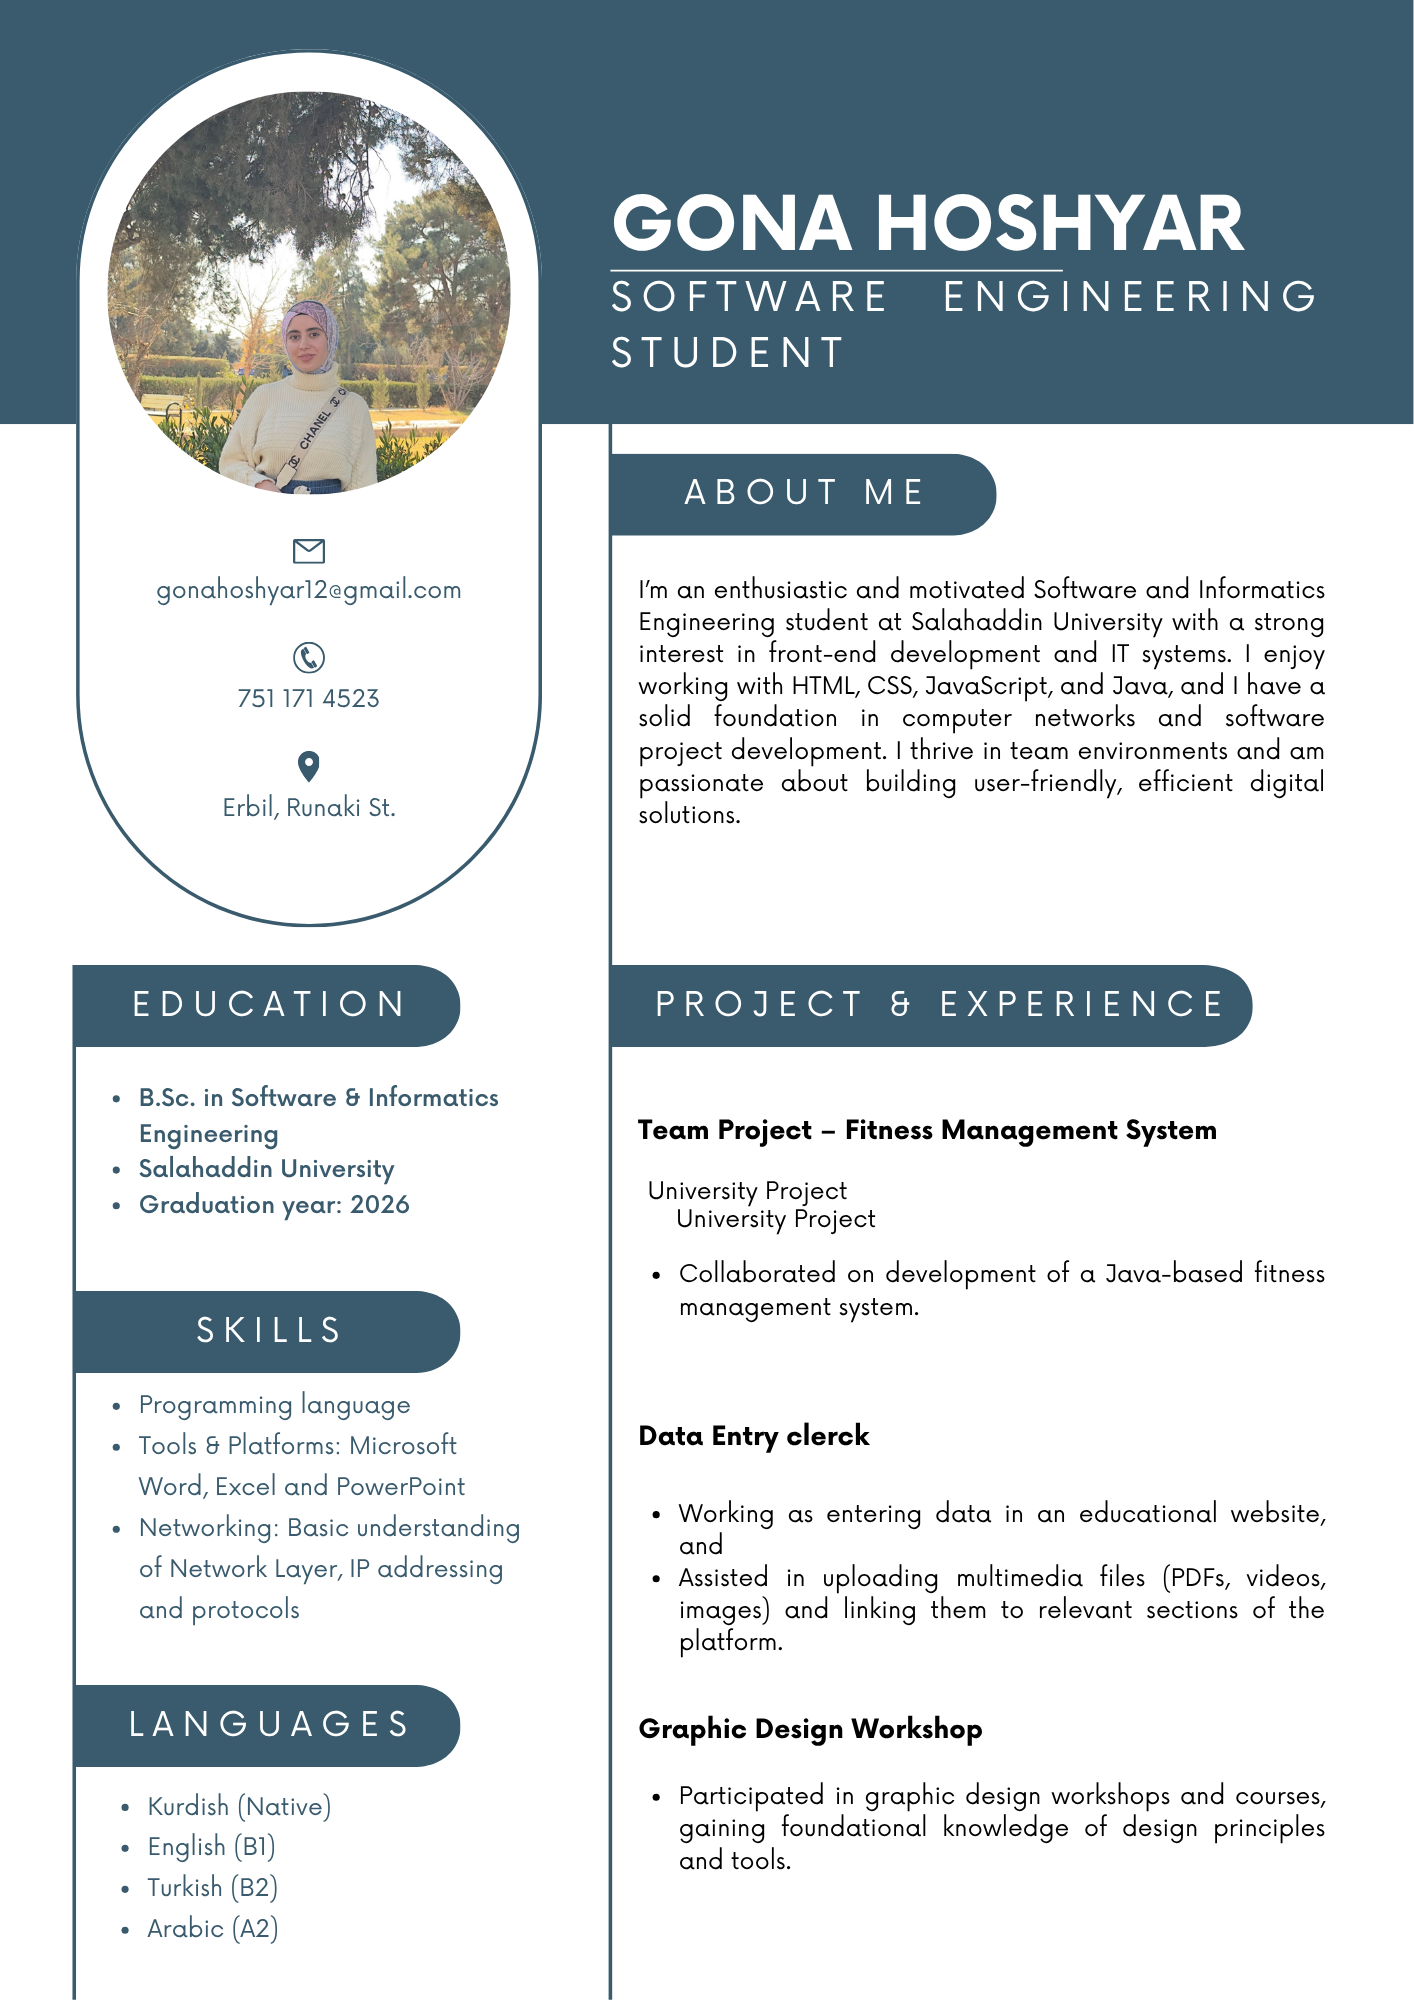 GONA HOSHYAR
SOFTWARE ENGINEERING
STUDENT
CHANEL
gonahoshyar12@gmail.com
751 171 4523
Erbil, Runaki St.
ABOUT ME
I'm an enthusiastic and motivated Software and Informatics
Engineering student at Salahaddin University with a strong
interest in front-end development and IT systems. I enjoy
working with HTML, CSS, JavaScript, and Java, and I have a
solid foundation in computer networks and software
project development. I thrive in team environments and am
passionate about building user-friendly, efficient digital
solutions.
EDUCATION
• B.Sc. in Software & Informatics
Engineering
• Salahaddin University
• Graduation year: 2026
SKILLS
• Programming language
• Tools & Platforms: Microsoft
Word, Excel and PowerPoint
• Networking: Basic understanding
of Network Layer, IP addressing
and protocols
LANGUAGES
• Kurdish (Native)
• English (B1)
• Turkish (B2)
• Arabic (A2)
PROJECT & EXPERIENCE
Team Project – Fitness Management System
University Project
University Project
• Collaborated on development of a Java-based fitness
management system.
Data Entry clerck
• Working as entering data in an educational website,
and
• Assisted in uploading multimedia files (PDFs, videos,
images) and linking them to relevant sections of the
platform.
Graphic Design Workshop
• Participated in graphic design workshops and courses,
gaining foundational knowledge of design principles
and tools.